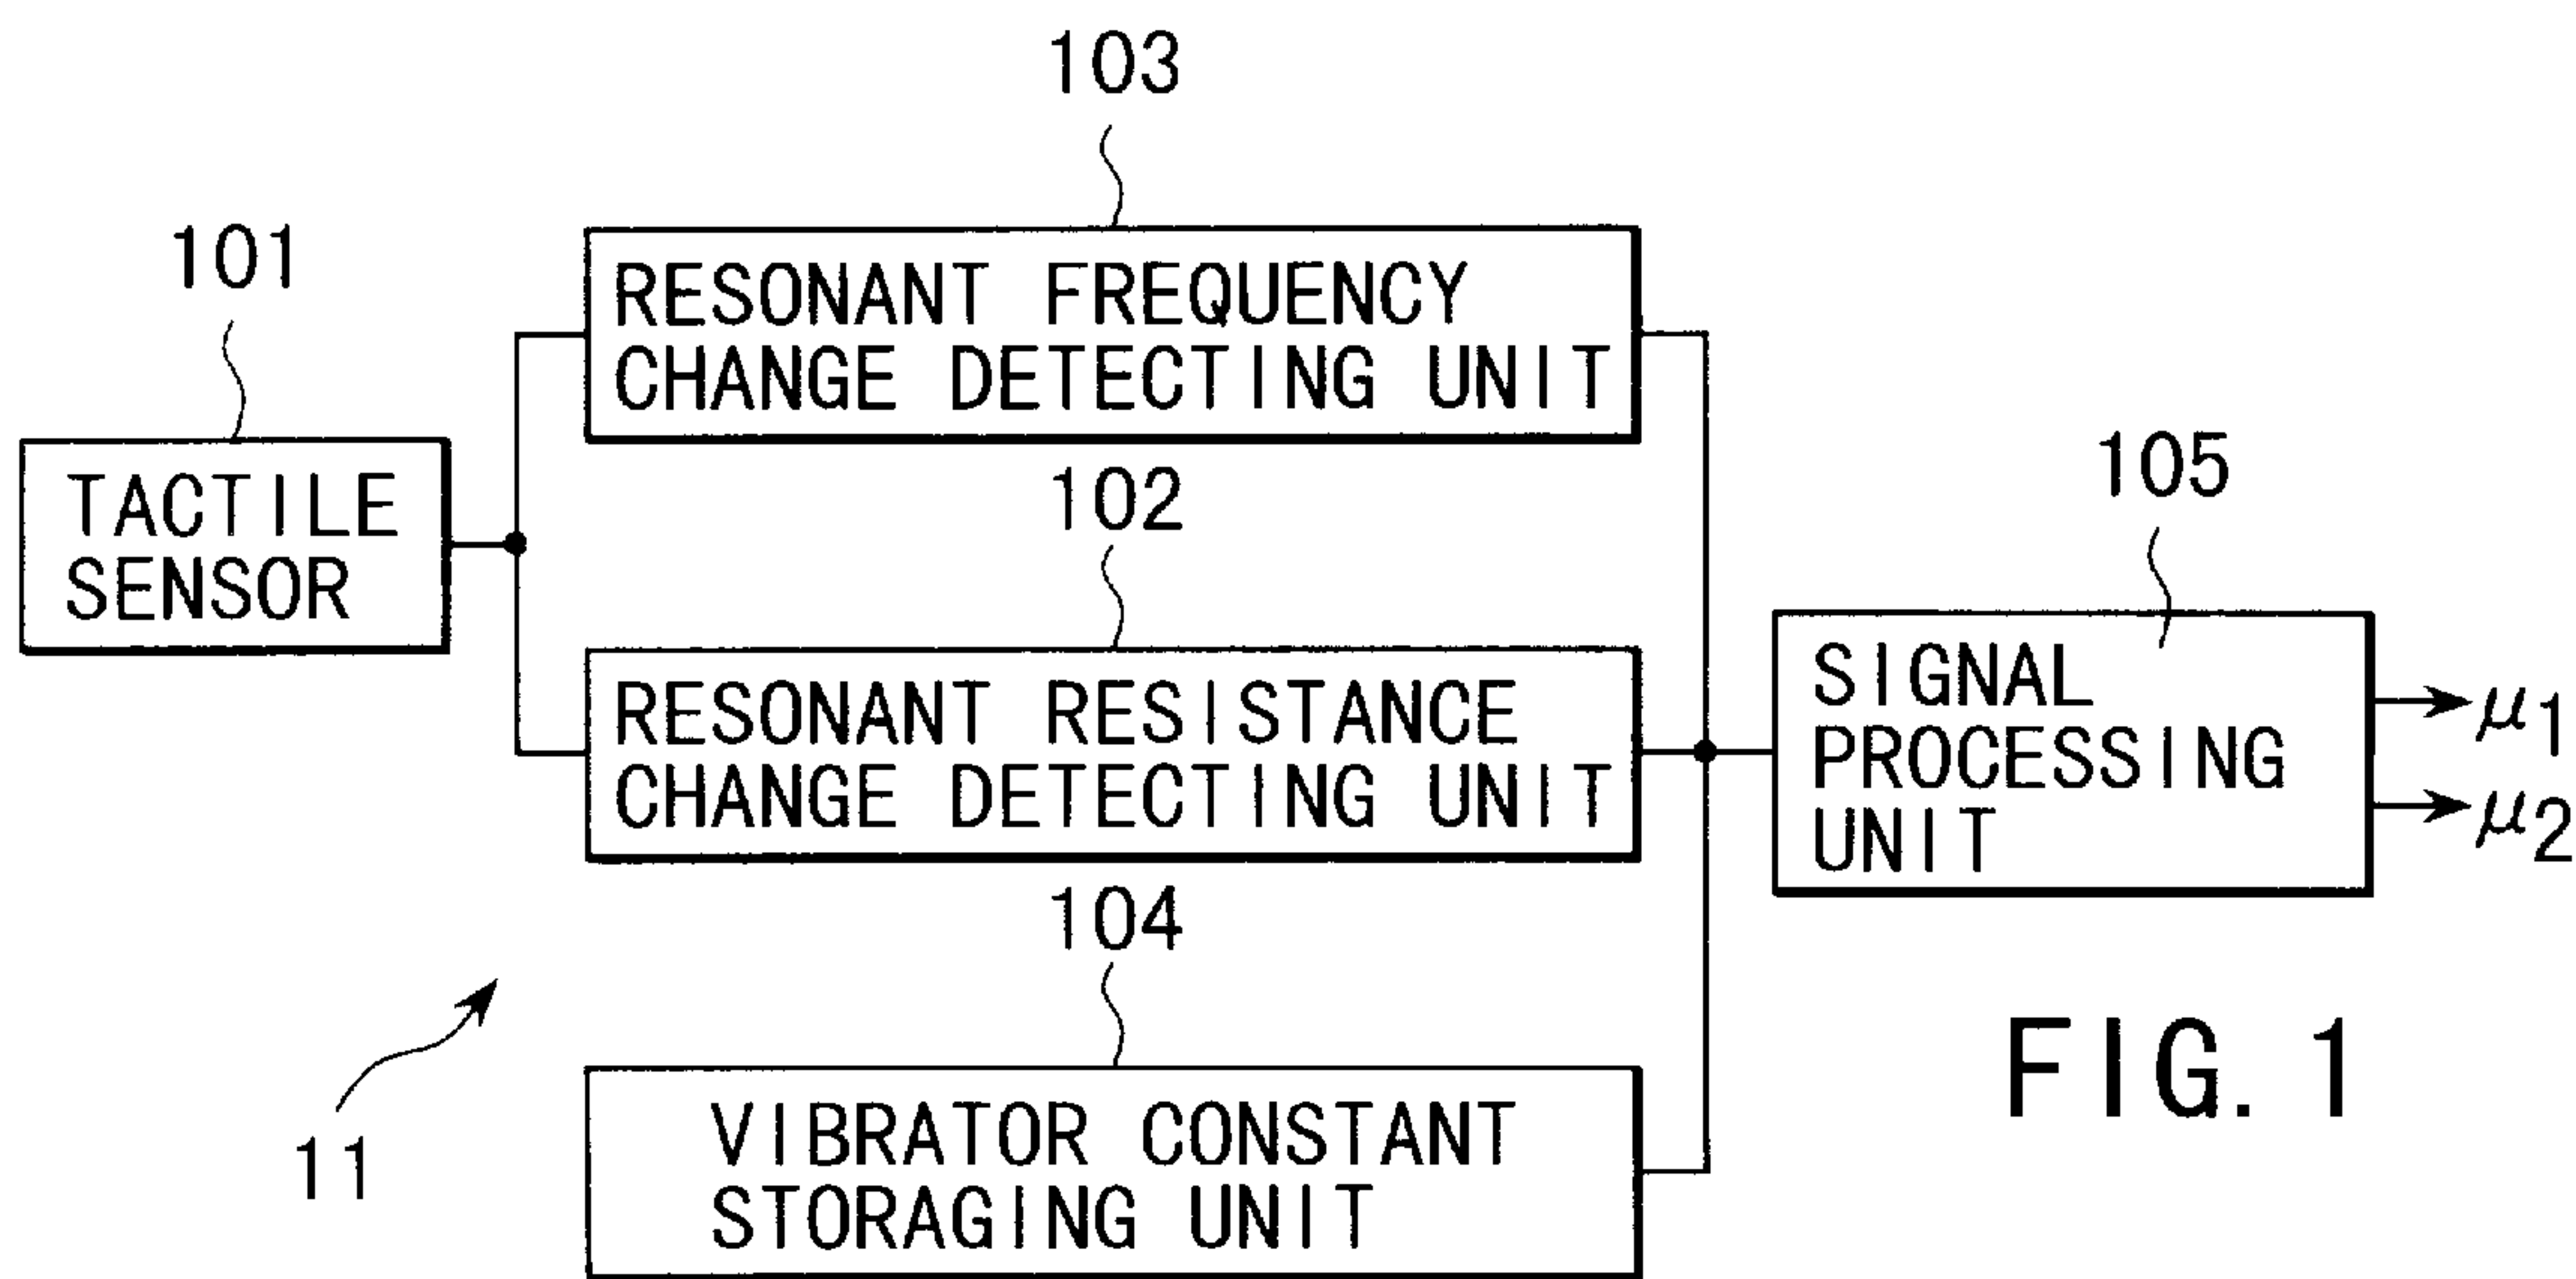 103
RESONANT FREQUENCY
CHANGE DETECTING UNIT
101
TACTILE
SENSOR
102
RESONANT RESISTANCE
CHANGE DETECTING UNIT
105
SIGNAL
PROCESSING
UNIT
μ1
μ2
104
VIBRATOR CONSTANT
STORAGING UNIT
11
FIG. 1